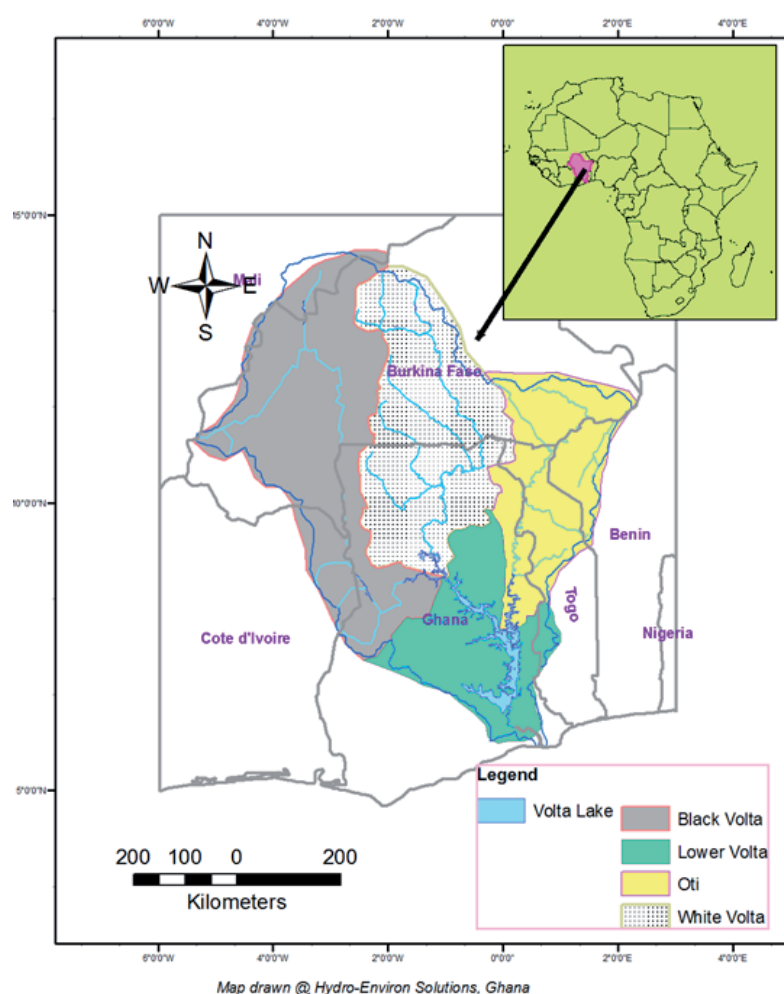 6°0'0"W 4°0'0"W 2°0'0"W 0°0'0"E 2°0'0"E 4°0'0"E
15°0'0"N
N
W E
S
Mali
Burkina Faso
10°0'0"N
Benin
Togo
Ghana
Cote d'Ivoire
Nigeria
5°0'0"N
Legend
Volta Lake
Black Volta
Lower Volta
Oti
White Volta
200 100 0 200
Kilometers
6°0'0"W 4°0'0"W 2°0'0"W 0°0'0"E 2°0'0"E 4°0'0"E
Map drawn @ Hydro-Environ Solutions, Ghana